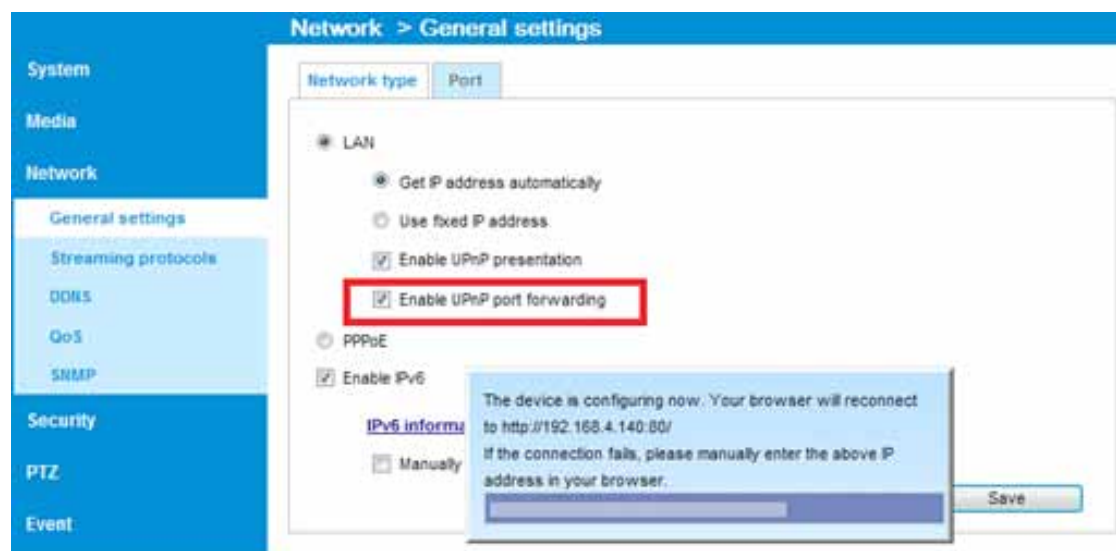 Network > General settings
System
Media
Network
General settings
Streaming protocols
DDNS
QoS
SNMP
Security
PTZ
Event
Network type
Port
LAN
Get IP address automatically
Use fixed IP address
Enable UPnP presentation
Enable UPnP port forwarding
PPPoE
Enable IPv6
IPv6 informa
Manually
The device is configuring now. Your browser will reconnect
to http://192.168.4.140:80/
If the connection fails, please manually enter the above IP
address in your browser.
Save